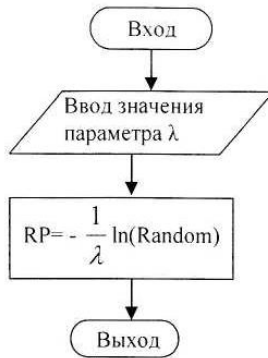 Вход
Ввод значения
параметра λ
RP= - 1/λ ln(Random)
Выход